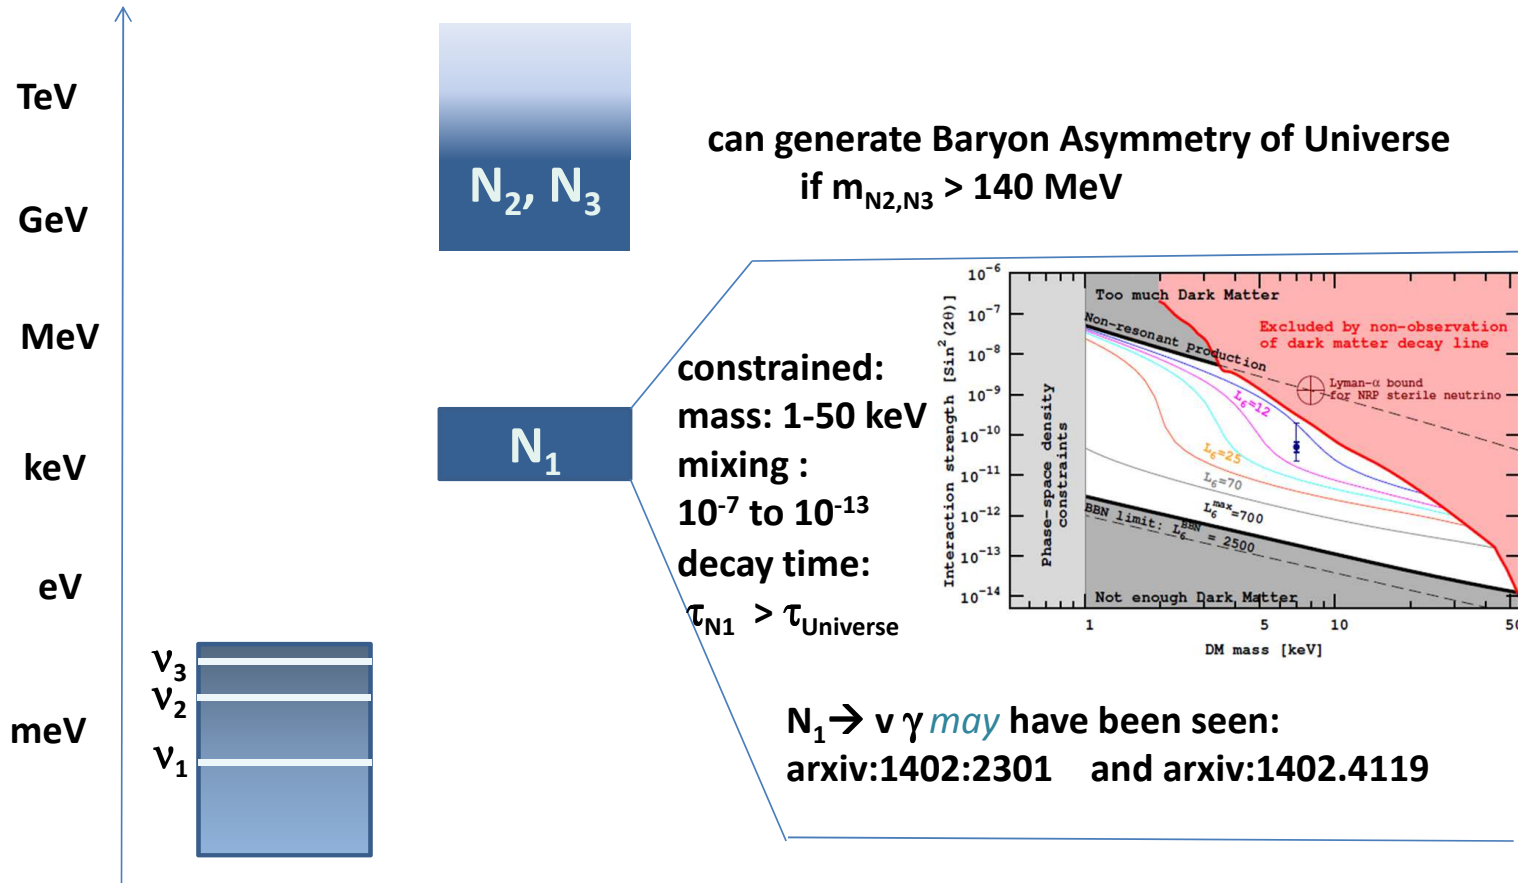 TeV
GeV
MeV
keV
eV
meV
N2, N3
N1
ν3
ν2
ν1
can generate Baryon Asymmetry of Universe
if mN2,N3 > 140 MeV
constrained:
mass: 1-50 keV
mixing :
10-7 to 10-13
decay time:
τN1 > τUniverse
Interaction strength [Sin2(2θ)]
10-6
10-7
10-8
10-9
10-10
10-11
10-12
10-13
10-14
Phase-space density
constraints
Too much Dark Matter
Non-resonant production
Excluded by non-observation
of dark matter decay line
Lyman-α bound
for NRP sterile neutrino
L6=12
L6=25
L6=70
L6max=700
BBN limit: L6BBN = 2500
Not enough Dark Matter
1
5
10
50
DM mass [keV]
N1→ ν γ may have been seen:
arxiv:1402:2301 and arxiv:1402.4119